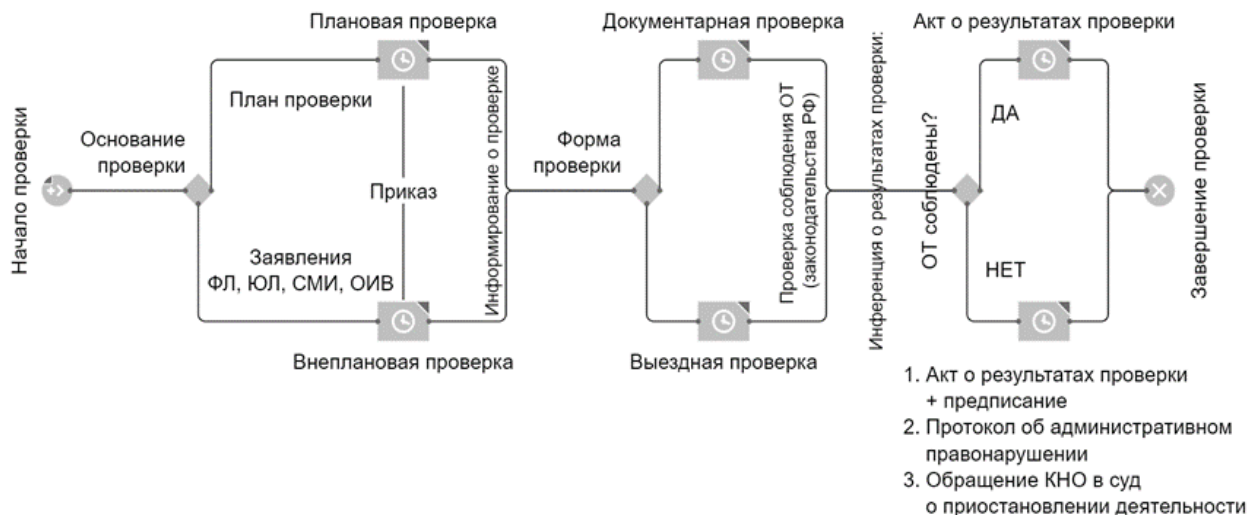 Начало проверки
Основание
проверки
Плановая проверка
План проверки
Приказ
Заявления
ФЛ, ЮЛ, СМИ, ОИВ
Внеплановая проверка
Информирование о проверке
Форма
проверки
Документарная проверка
Выездная проверка
Проверка соблюдения ОТ
(законодательства РФ)
Инференция о результатах проверки:
ОТ соблюдены?
Акт о результатах проверки
ДА
НЕТ
1. Акт о результатах проверки
+ предписание
2. Протокол об административном
правонарушении
3. Обращение КНО в суд
о приостановлении деятельности
Завершение проверки